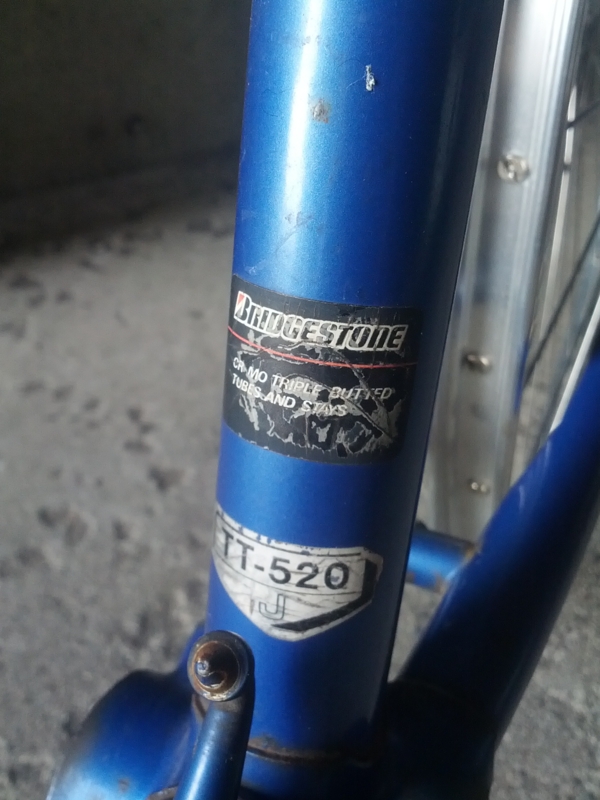 BRIDGESTONE
CR-MO TRIPLE BUTTED
TUBES AND STAYS
TT-520
J